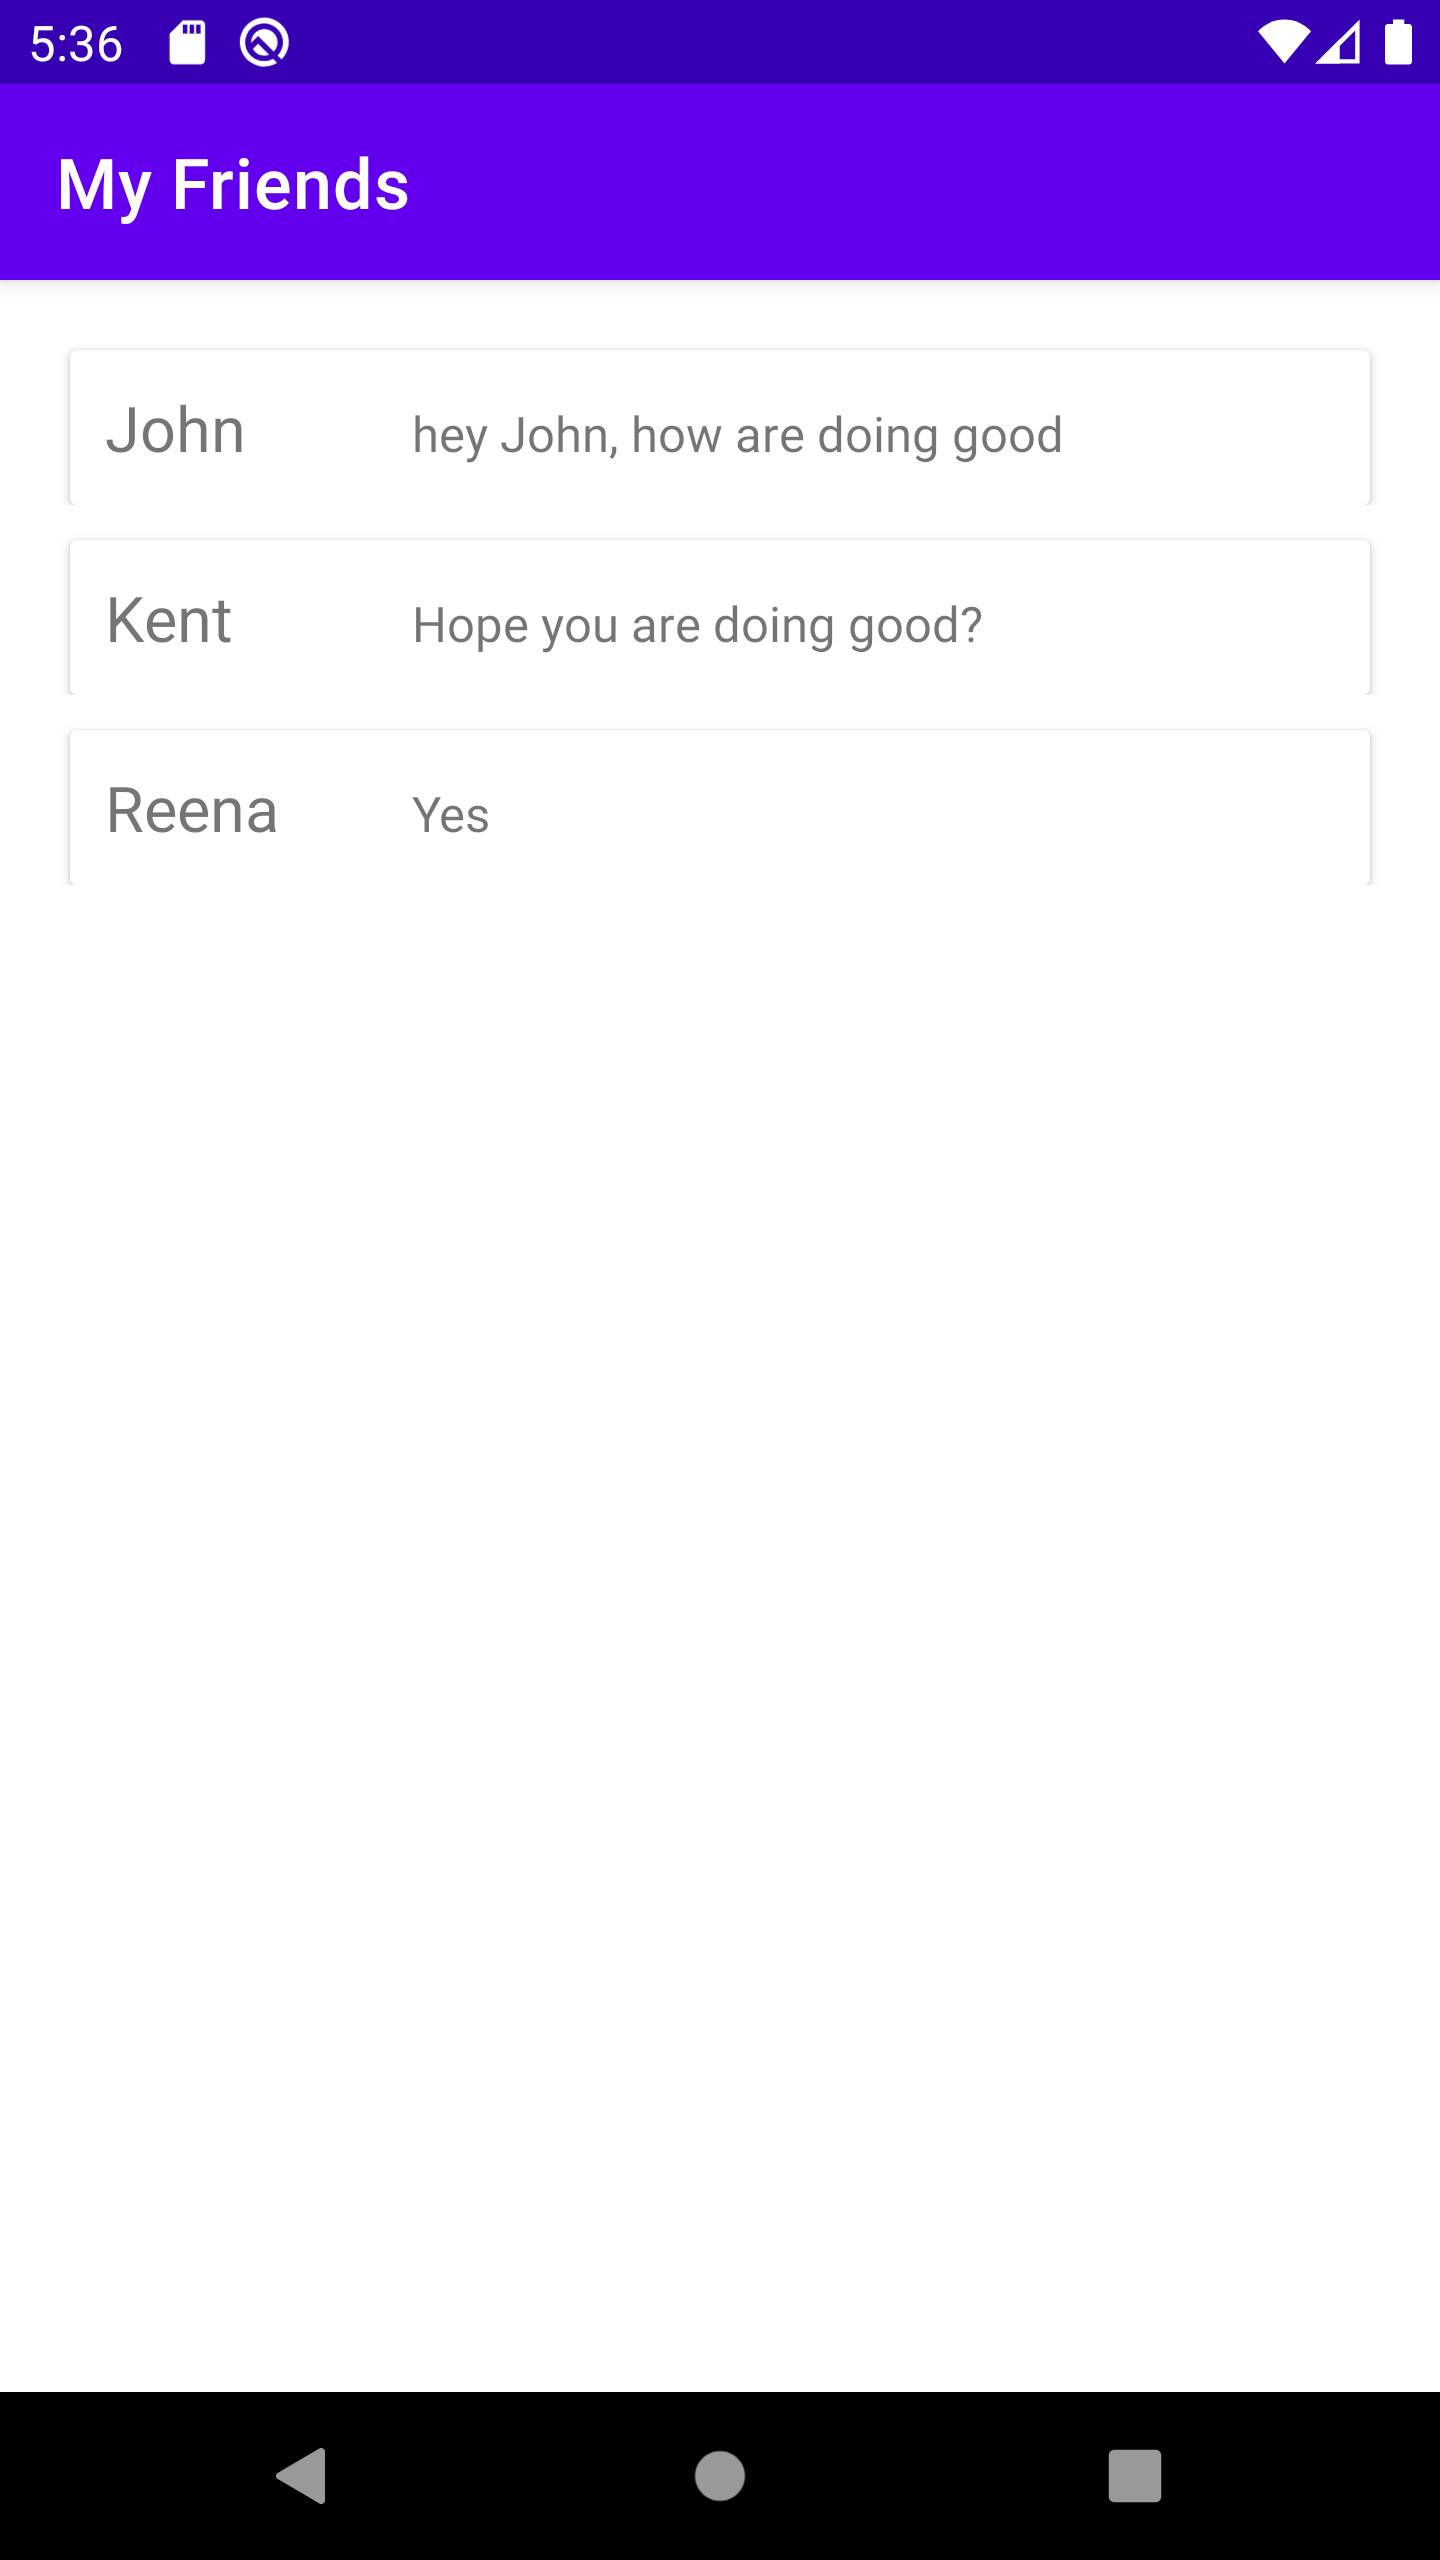 5:36
My Friends
John hey John, how are doing good
Kent Hope you are doing good?
Reena Yes